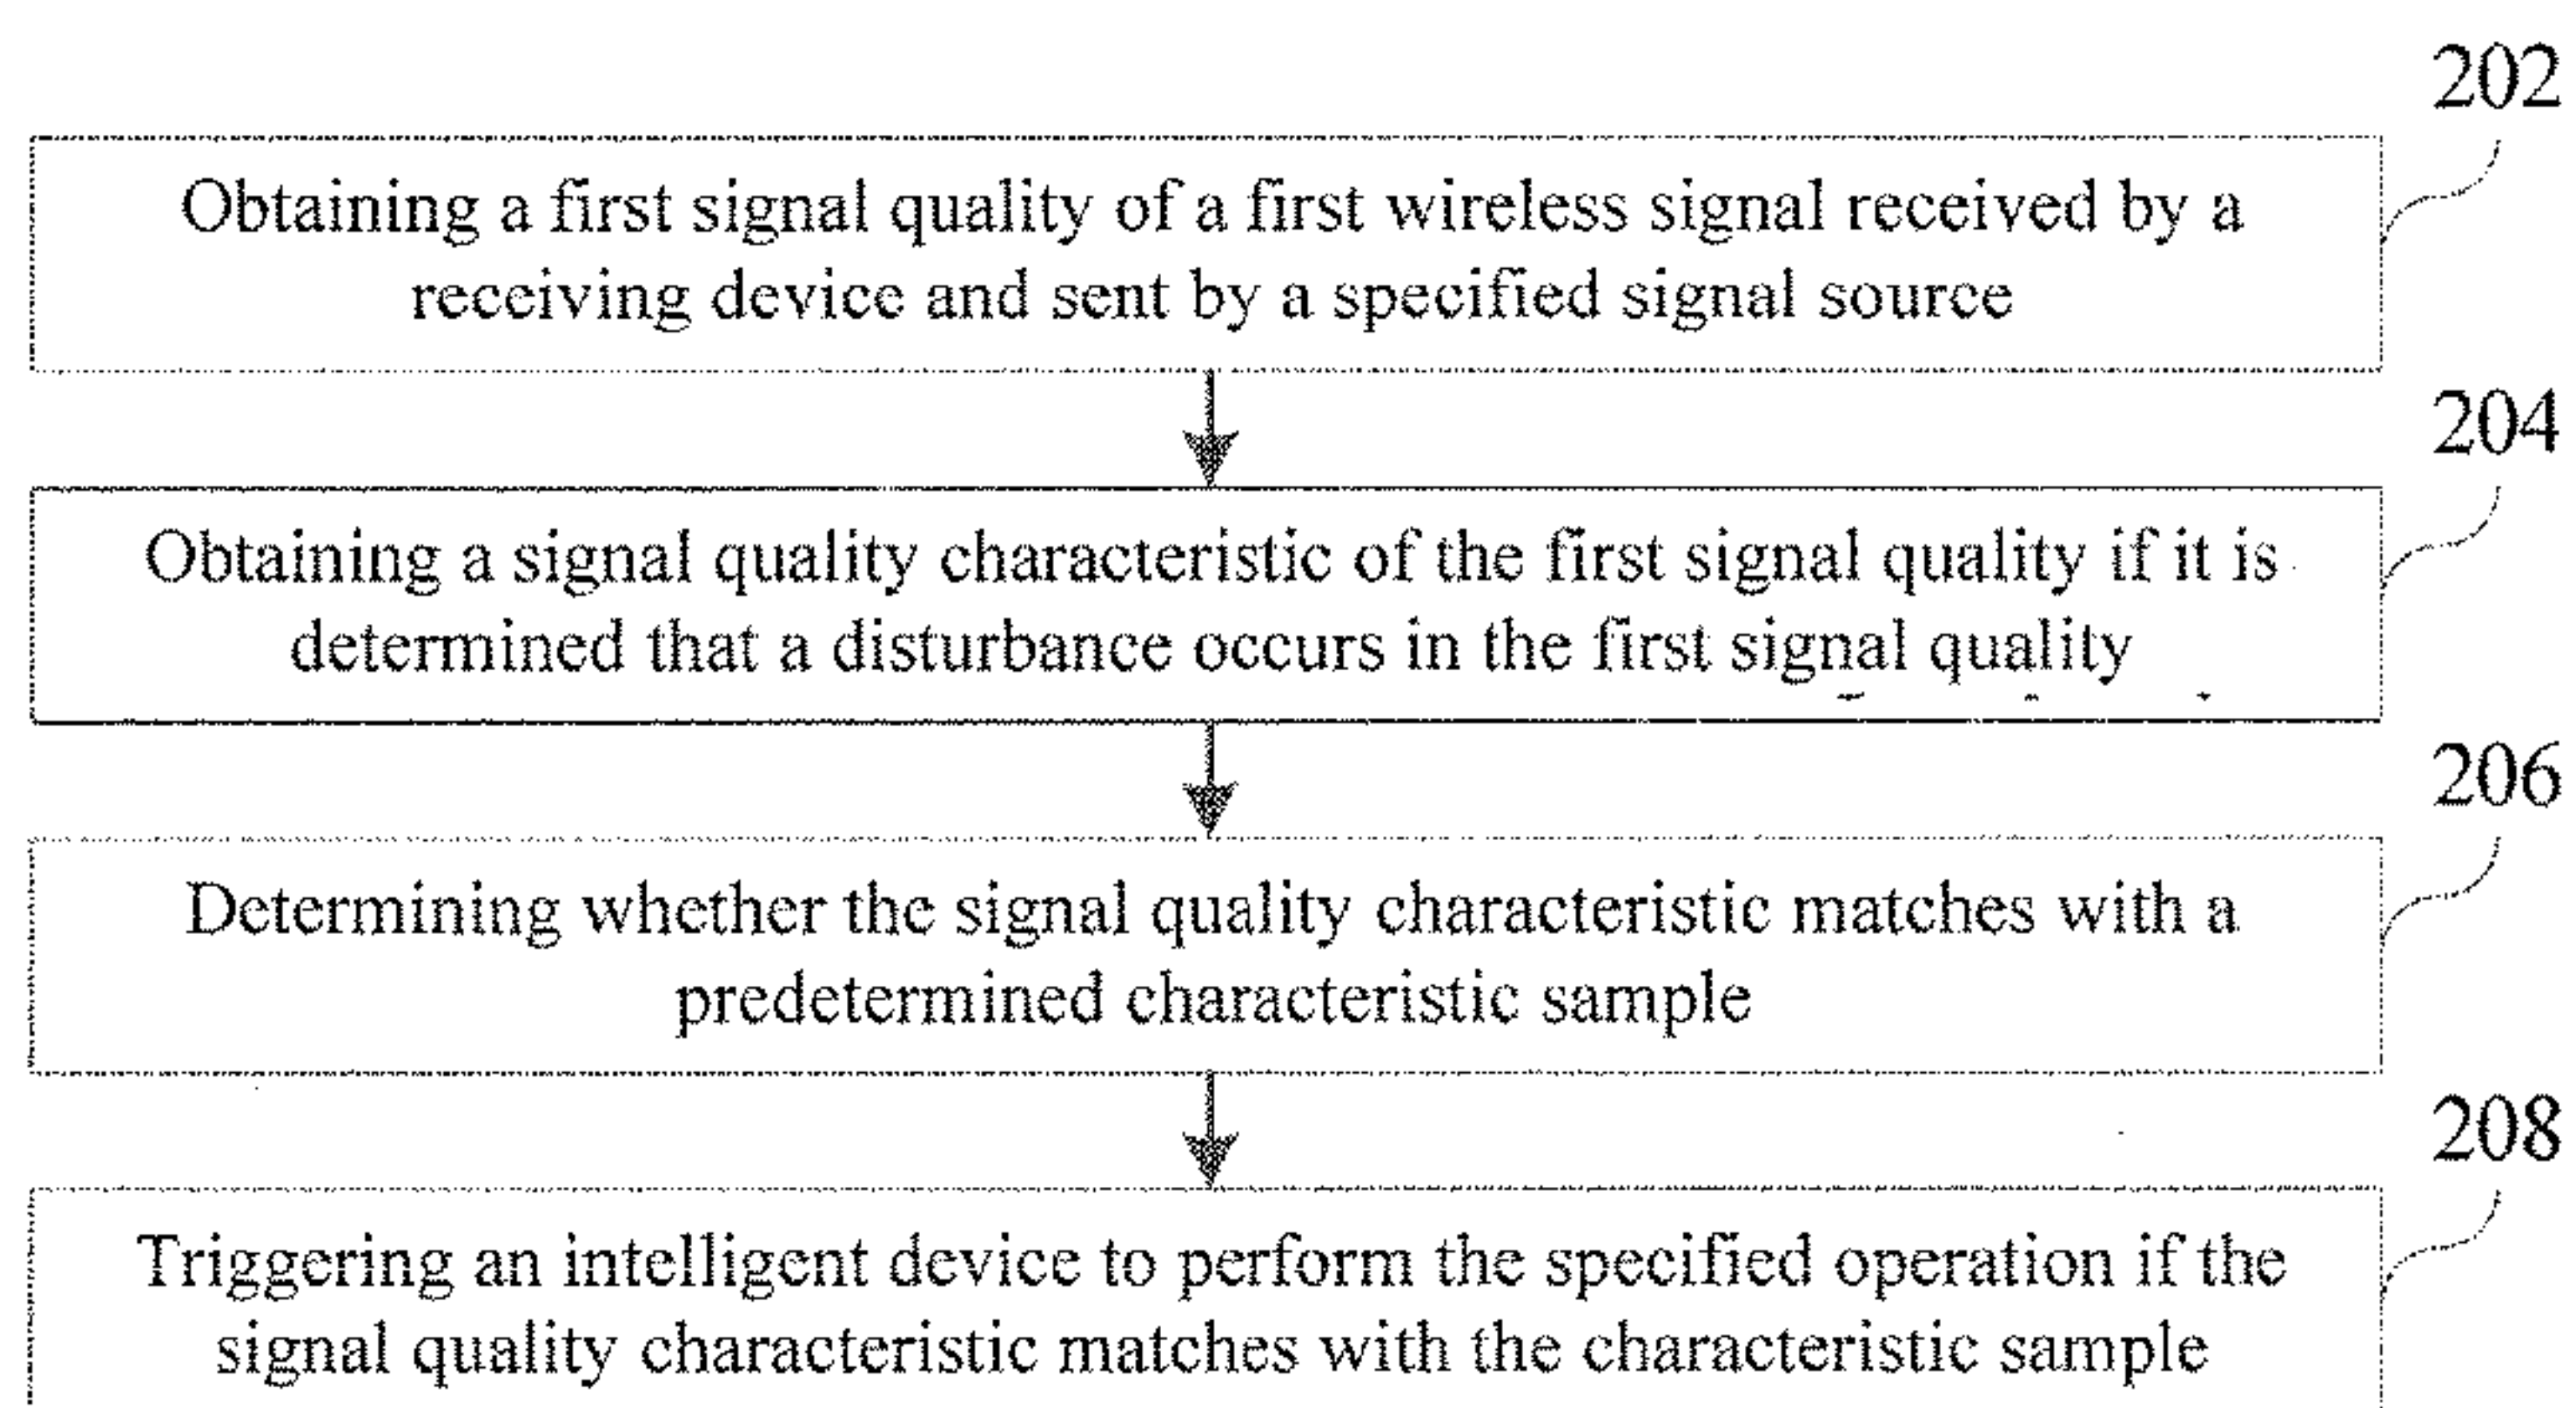 202
Obtaining a first signal quality of a first wireless signal received by a
receiving device and sent by a specified signal source
204
Obtaining a signal quality characteristic of the first signal quality if it is
determined that a disturbance occurs in the first signal quality
206
Determining whether the signal quality characteristic matches with a
predetermined characteristic sample
208
Triggering an intelligent device to perform the specified operation if the
signal quality characteristic matches with the characteristic sample